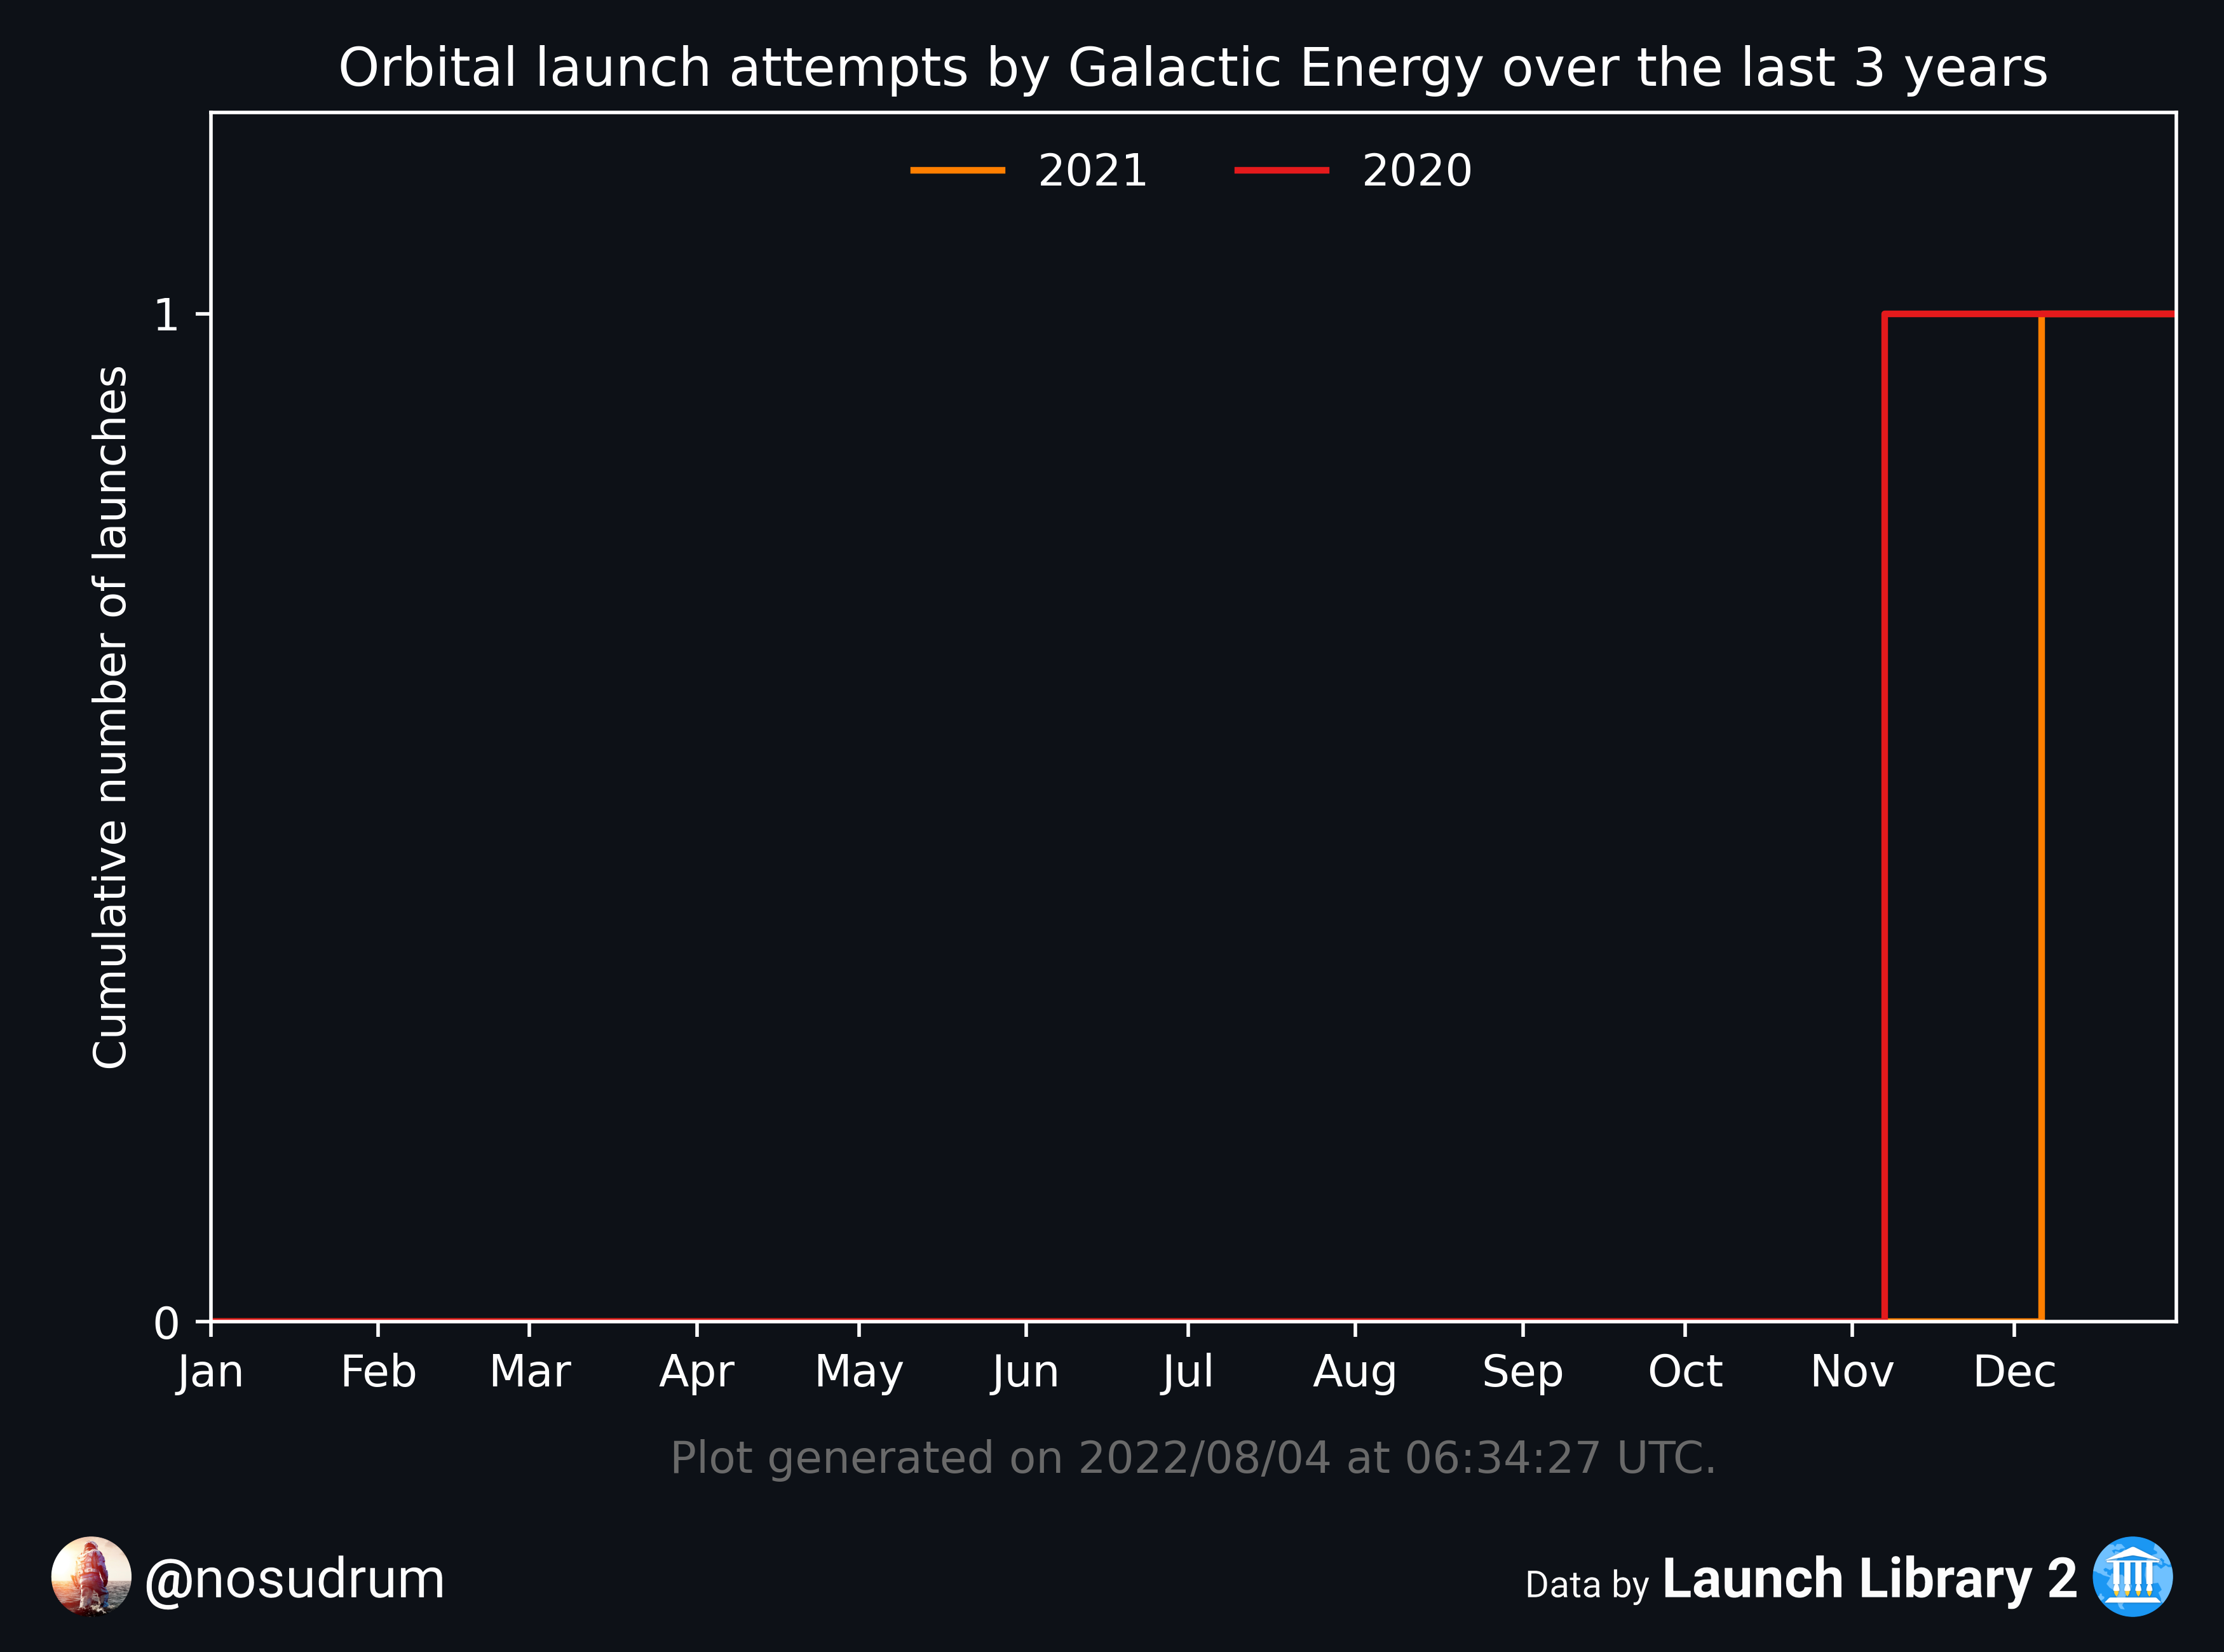 Orbital launch attempts by Galactic Energy over the last 3 years
2021 2020
1
Cumulative number of launches
0
Jan Feb Mar Apr May Jun Jul Aug Sep Oct Nov Dec
Plot generated on 2022/08/04 at 06:34:27 UTC.
@nosudrum
Data by Launch Library 2